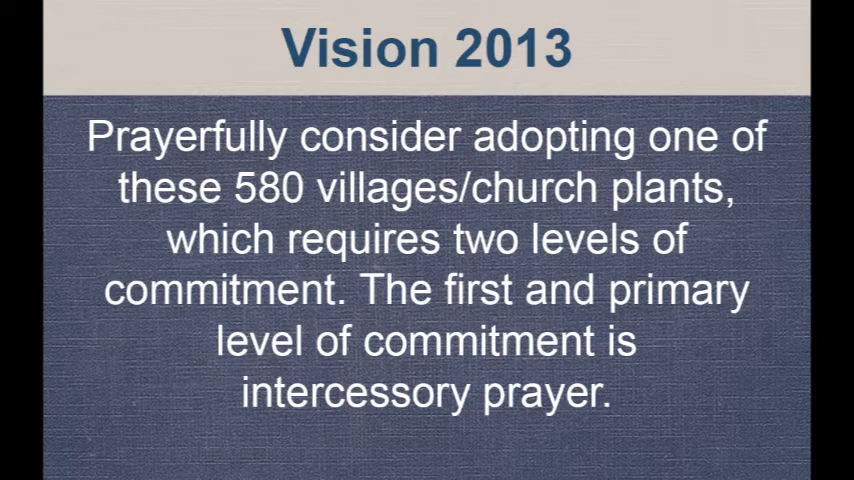 Vision 2013
Prayerfully consider adopting one of
these 580 villages/church plants,
which requires two levels of
commitment. The first and primary
level of commitment is
intercessory prayer.